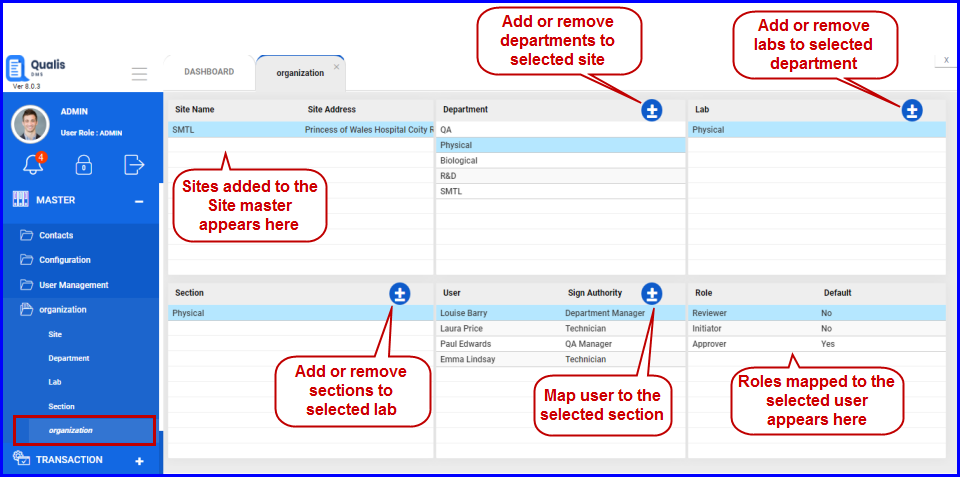 Add or remove
departments to
selected site
Add or remove
labs to selected
department
Qualis
DMS
Ver 8.0.3
DASHBOARD
organization
×
X
ADMIN
User Role : ADMIN
4
MASTER
Contacts
Configuration
User Management
organization
Site
Department
Lab
Section
organization
TRANSACTION
Site Name Site Address
SMTL Princess of Wales Hospital Coity R
Sites added to the
Site master
appears here
Department
QA
Physical
Biological
R&D
SMTL
Lab
Physical
Section
Physical
Add or remove
sections to
selected lab
User Sign Authority
Louise Barry Department Manager
Laura Price Technician
Paul Edwards QA Manager
Emma Lindsay Technician
Map user to the
selected section
Role Default
Reviewer No
Initiator No
Approver Yes
Roles mapped to the
selected user
appears here